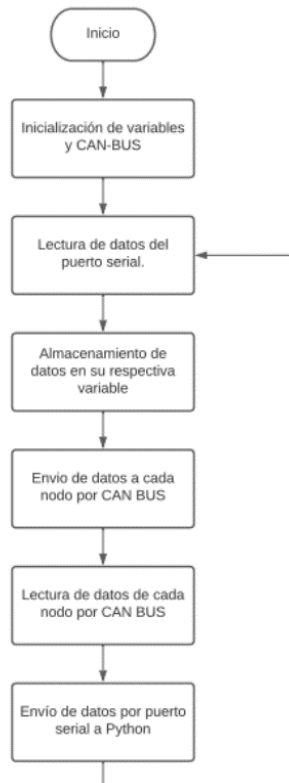 Inicio
Inicialización de variables
y CAN-BUS
Lectura de datos del
puerto serial.
Almacenamiento de
datos en su respectiva
variable
Envio de datos a cada
nodo por CAN BUS
Lectura de datos de cada
nodo por CAN BUS
Envío de datos por puerto
serial a Python